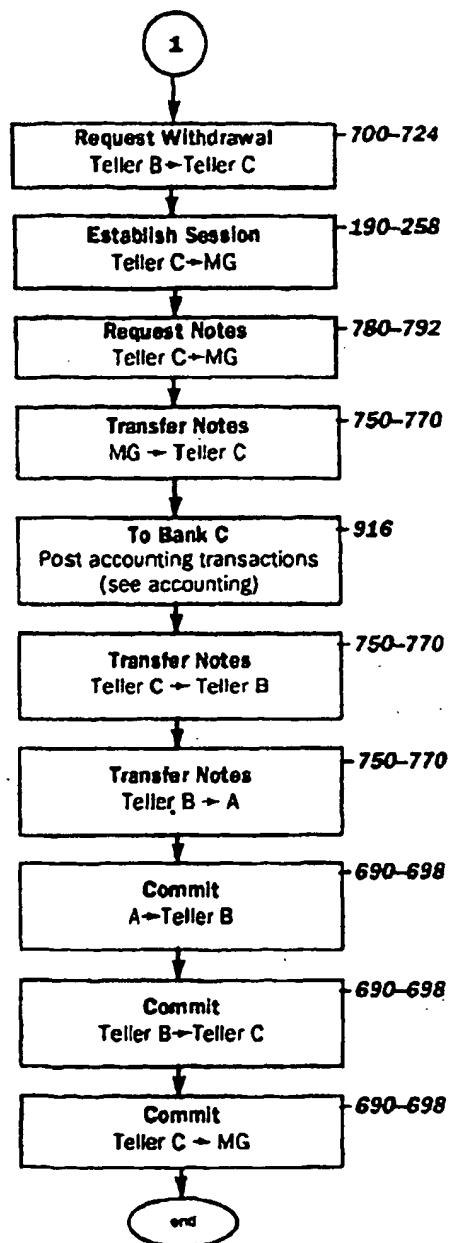 1
Request Withdrawal
Teller B→Teller C
700–724
Establish Session
Teller C→MG
190–258
Request Notes
Teller C→MG
780–792
Transfer Notes
MG → Teller C
750–770
To Bank C
Post accounting transactions
(see accounting)
916
Transfer Notes
Teller C → Teller B
750–770
Transfer Notes
Teller B → A
750–770
Commit
A→Teller B
690–698
Commit
Teller B→Teller C
690–698
Commit
Teller C → MG
690–698
end